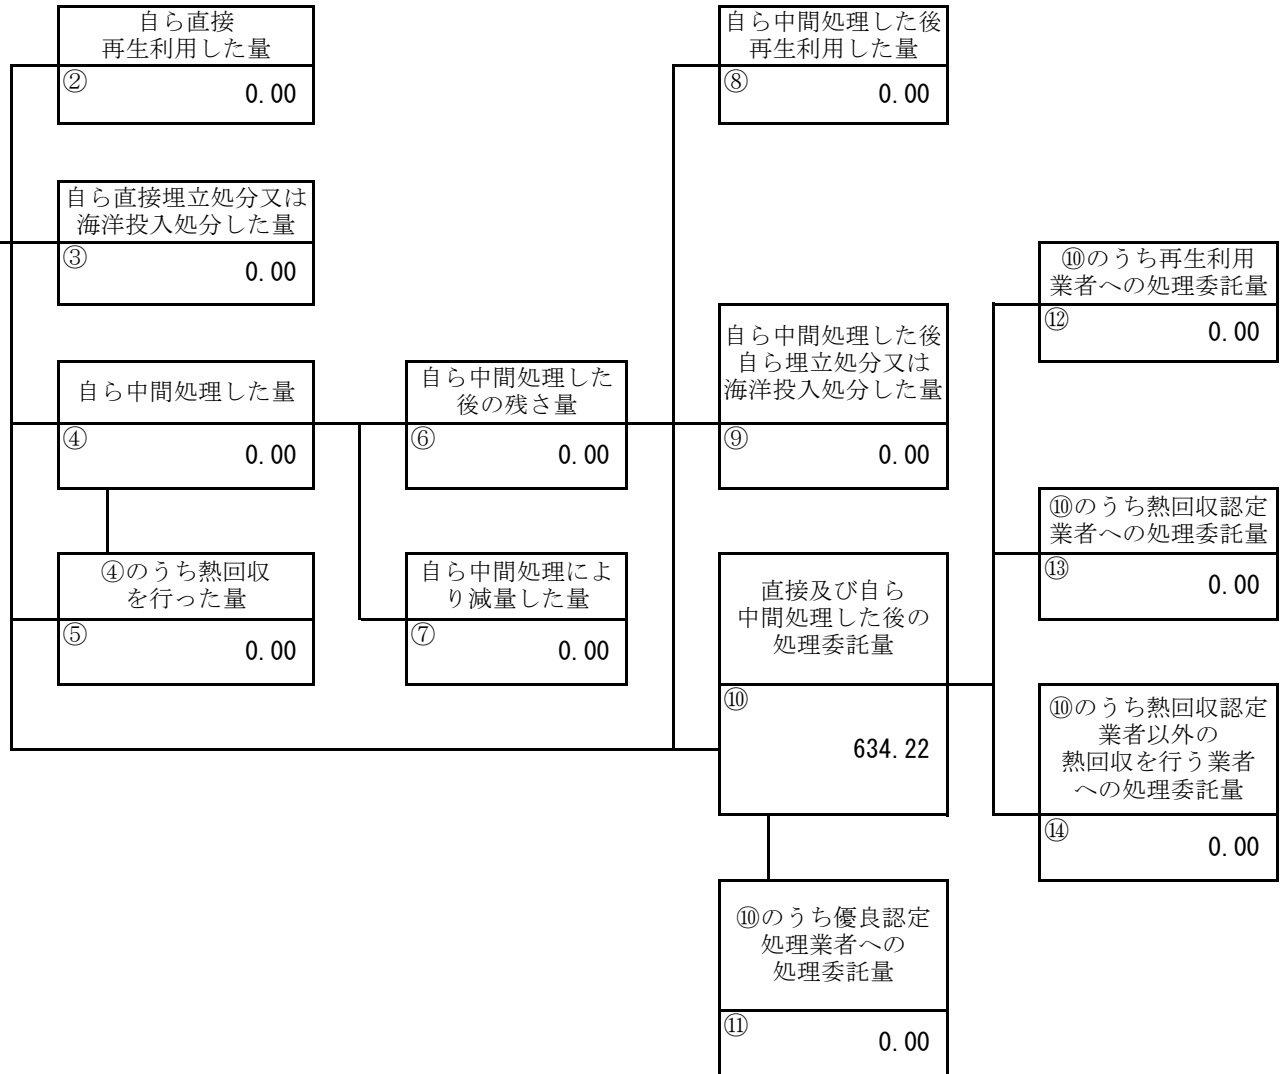 自ら直接
再生利用した量
②
0.00
自ら直接埋立処分又は
海洋投入処分した量
③
0.00
自ら中間処理した量
④
0.00
④のうち熱回収
を行った量
⑤
0.00
自ら中間処理した
後の残さ量
⑥
0.00
自ら中間処理によ
り減量した量
⑦
0.00
自ら中間処理した後
再生利用した量
⑧
0.00
自ら中間処理した後
自ら埋立処分又は
海洋投入処分した量
⑨
0.00
直接及び自ら
中間処理した後の
処理委託量
⑩
634.22
⑩のうち優良認定
処理業者への
処理委託量
⑪
0.00
⑩のうち再生利用
業者への処理委託量
⑫
0.00
⑩のうち熱回収認定
業者への処理委託量
⑬
0.00
⑩のうち熱回収認定
業者以外の
熱回収を行う業者
への処理委託量
⑭
0.00